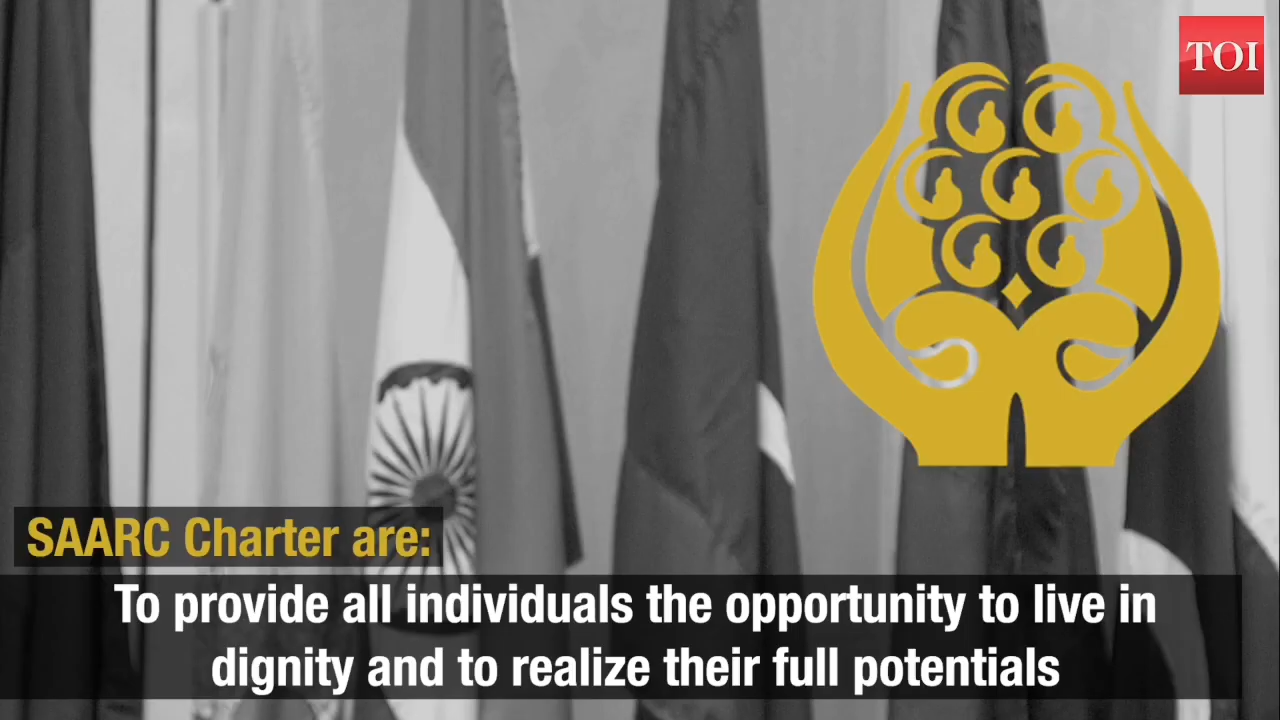 TOI
SAARC Charter are:
To provide all individuals the opportunity to live in
dignity and to realize their full potentials